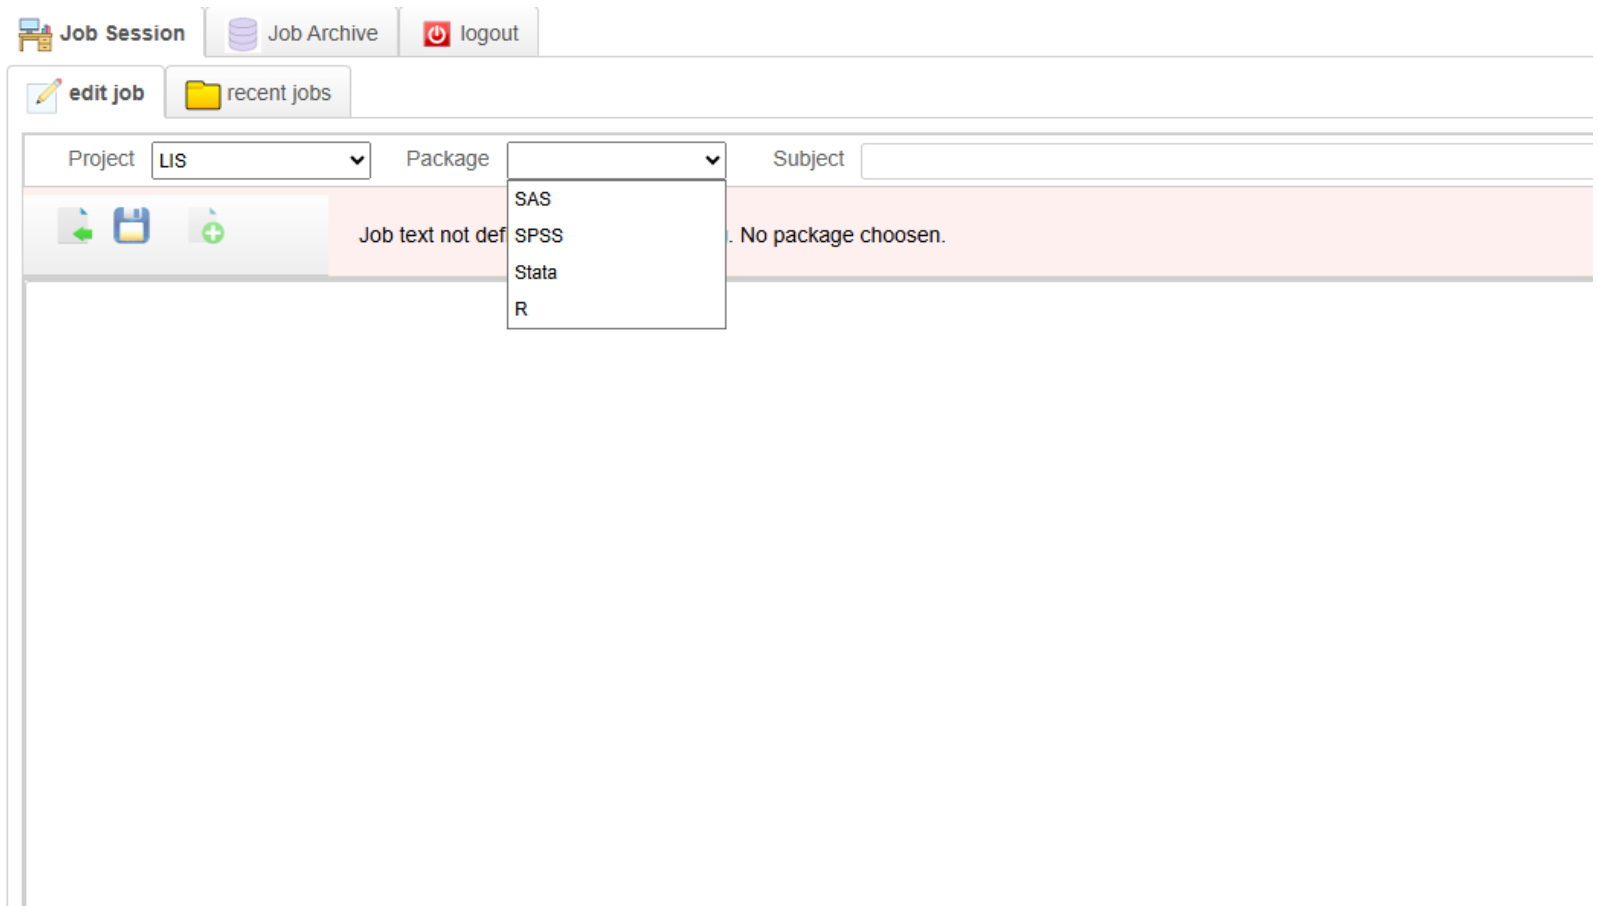 Job Session
Job Archive
logout
edit job
recent jobs
Project LIS Package Subject
SAS
SPSS
Stata
R
Job text not def . No package choosen.